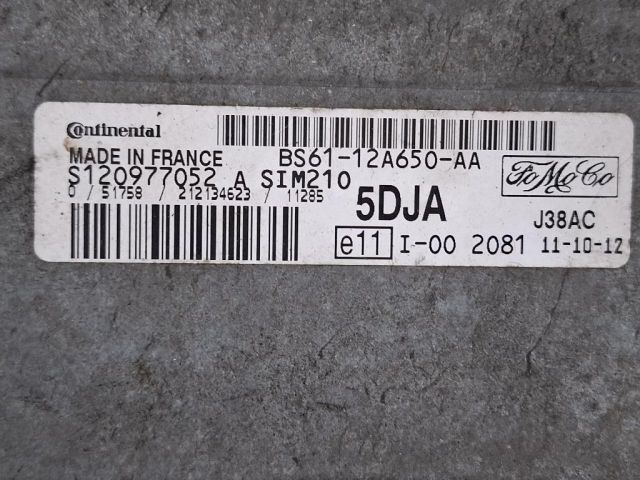 Continental
MADE IN FRANCE BS61-12A650-AA
S120977052 A SIM210
0 / 51758 / 212134623 / 11285
5DJA
FoMoCo
J38AC
e11 I-00 2081 11-10-12